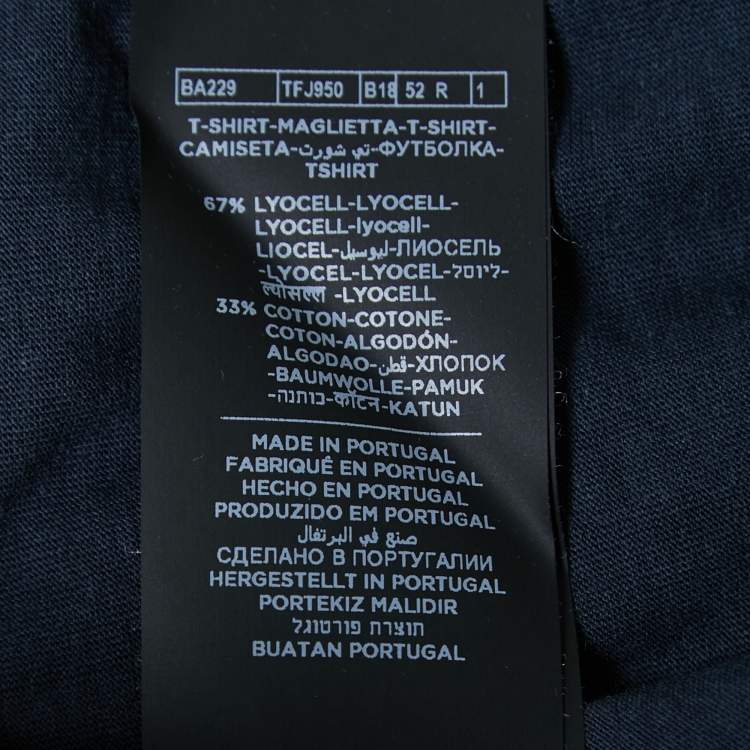 BA229 TFJ950 B18 52 R 1
T-SHIRT-MAGLIETTA-T-SHIRT-
CAMISETA-تي شورت-ФУТБОЛКА-
TSHIRT
67% LYOCELL-LYOCELL-
LYOCELL-lyocell-
LIOCEL-ليوسيل-ЛИОСЕЛЬ
-LYOCEL-LYOCEL-ליוסל-
ल्योसल्ल -LYOCELL
33% COTTON-COTONE-
COTON-ALGODÓN-
ALGODAO-قطن-ХЛОПОК
-BAUMWOLLE-PAMUK
-כותנה-कॉटन-KATUN
MADE IN PORTUGAL
FABRIQUÉ EN PORTUGAL
HECHO EN PORTUGAL
PRODUZIDO EM PORTUGAL
صنع في البرتغال
СДЕЛАНО В ПОРТУГАЛИИ
HERGESTELLT IN PORTUGAL
PORTEKIZ MALIDIR
תוצרת פורטוגל
BUATAN PORTUGAL